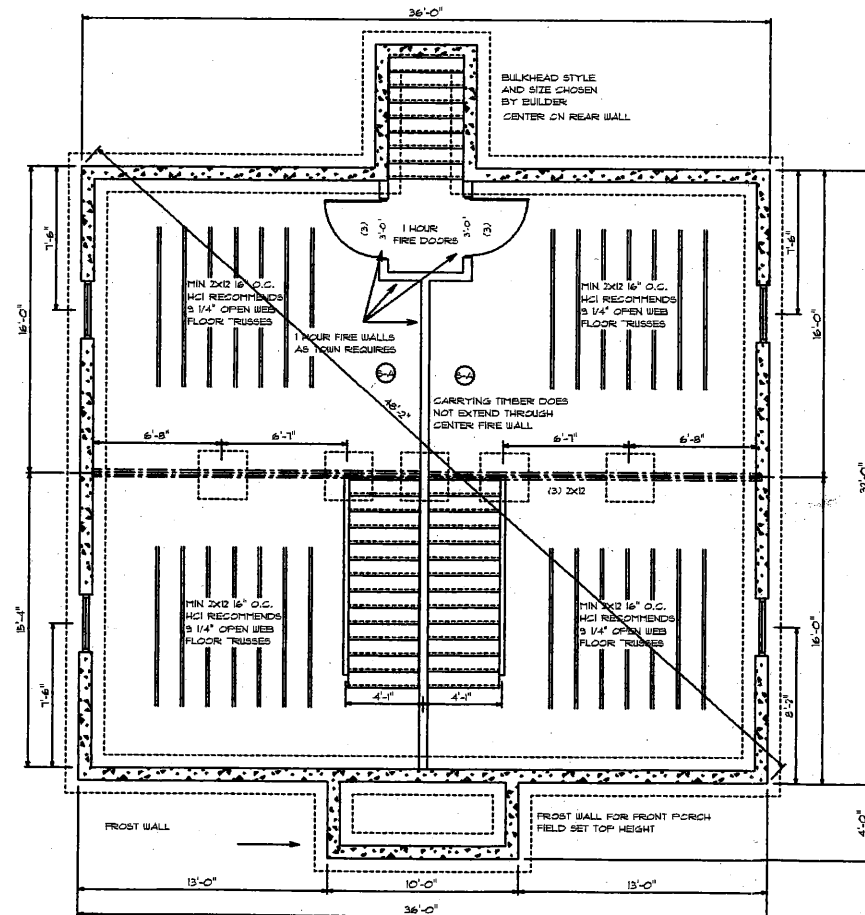 36'-0"
BULKHEAD STYLE
AND SIZE CHOSEN
BY BUILDER
CENTER ON REAR WALL
7'-6"
16'-0"
(3) 3'-0"
1 HOUR
FIRE DOORS
3'-0" (3)
7'-6"
16'-0"
MIN 2X12 16" O.C.
HCI RECOMMENDS
9 1/4" OPEN WEB
FLOOR TRUSSES
MIN 2X12 16" O.C.
HCI RECOMMENDS
9 1/4" OPEN WEB
FLOOR TRUSSES
1 HOUR FIRE WALLS
AS TOWN REQUIRES
S-A
S-A
48'-2"
CARRYING TIMBER DOES
NOT EXTEND THROUGH
CENTER FIRE WALL
6'-8"
6'-7"
6'-7"
6'-8"
32'-0"
(3) 2X12
15'-4"
16'-0"
MIN 2X12 16" O.C.
HCI RECOMMENDS
9 1/4" OPEN WEB
FLOOR TRUSSES
MIN 2X12 16" O.C.
HCI RECOMMENDS
9 1/4" OPEN WEB
FLOOR TRUSSES
7'-6"
4'-1"
4'-1"
8'-2"
FROST WALL
FROST WALL FOR FRONT PORCH
FIELD SET TOP HEIGHT
4'-0"
13'-0"
10'-0"
13'-0"
36'-0"